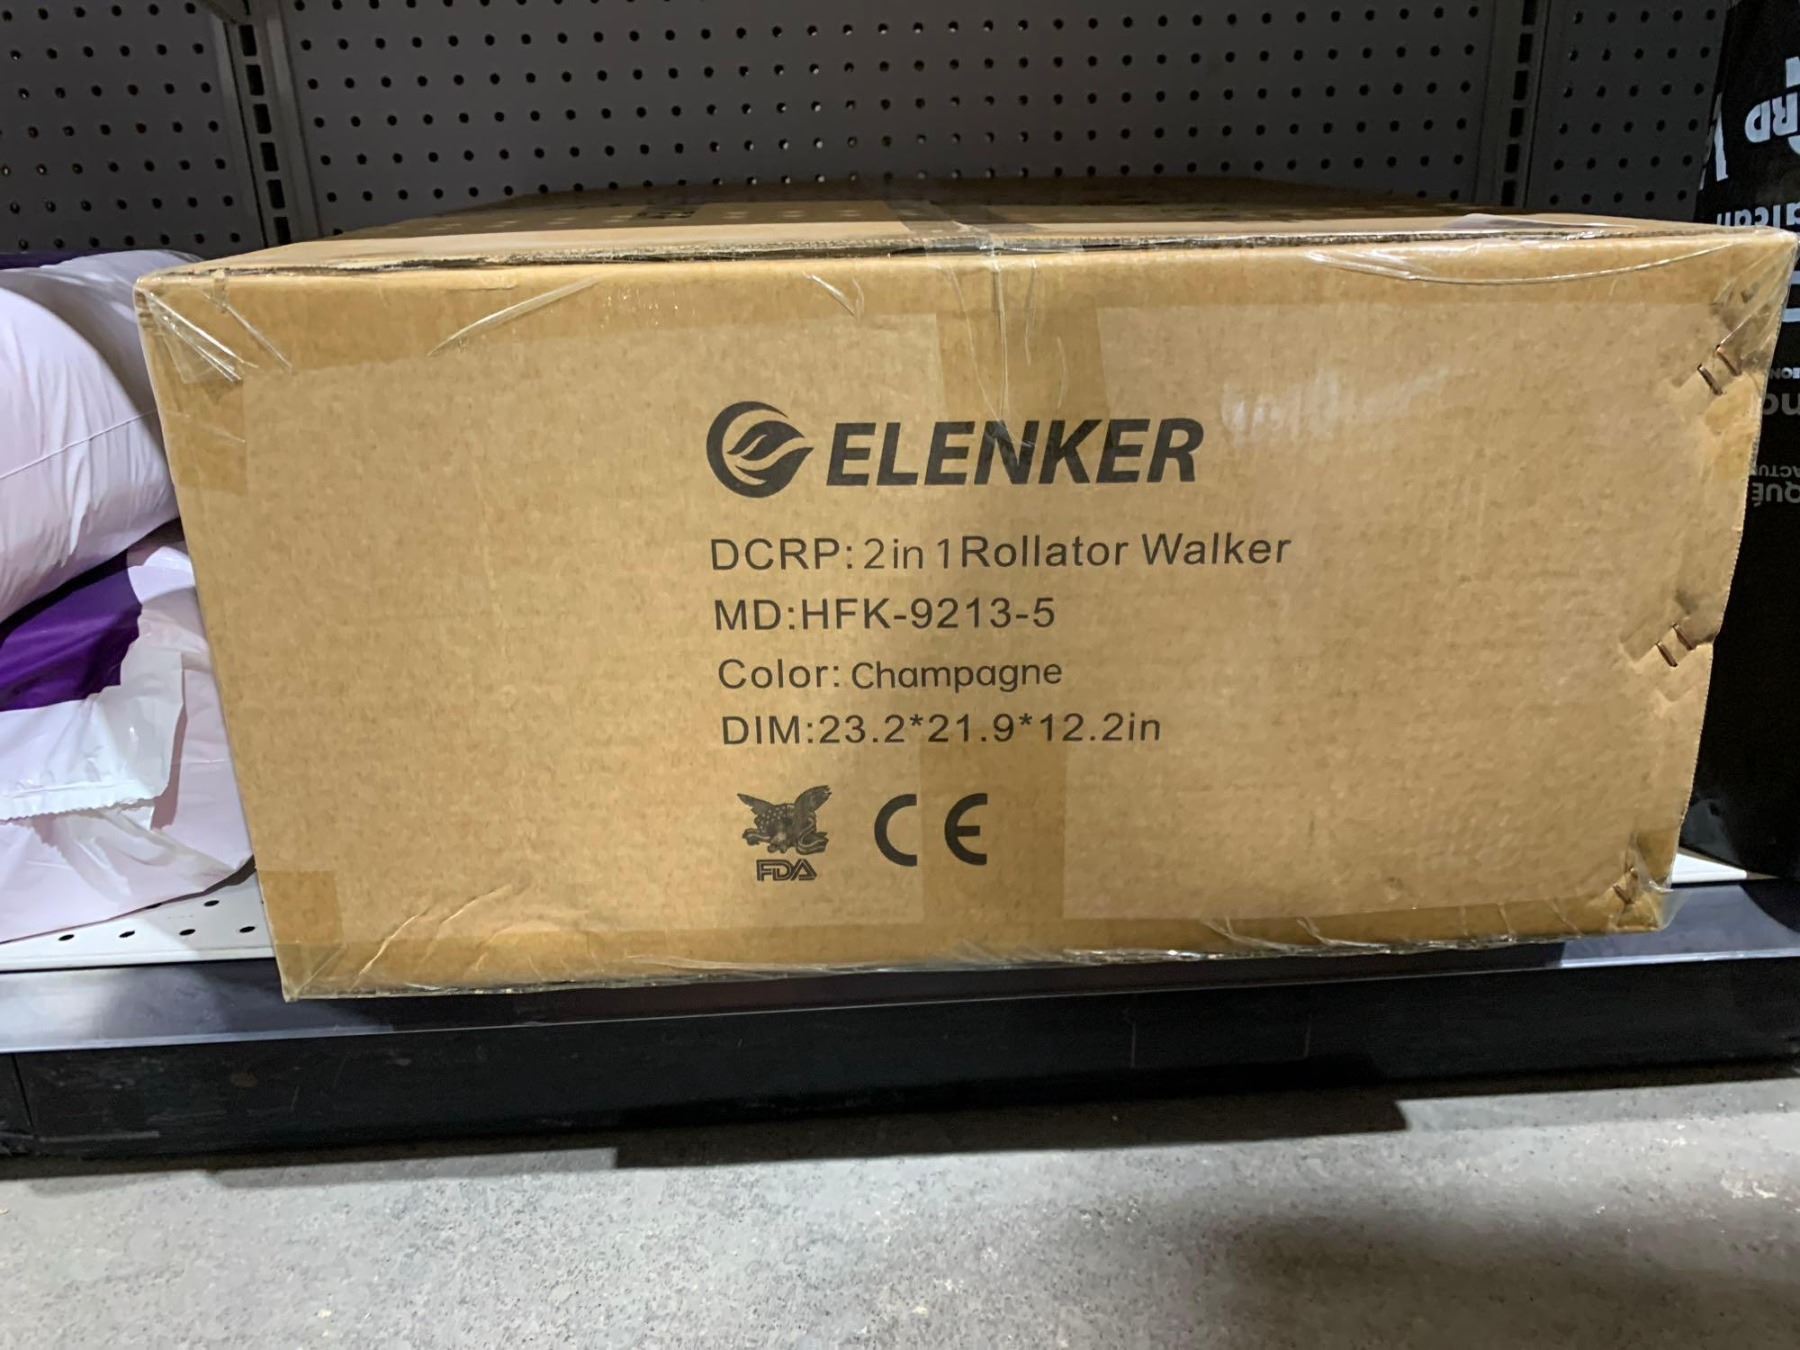 ELENKER
DCRP: 2 in 1 Rollator Walker
MD:HFK-9213-5
Color: Champagne
DIM:23.2*21.9*12.2in
FDA CE